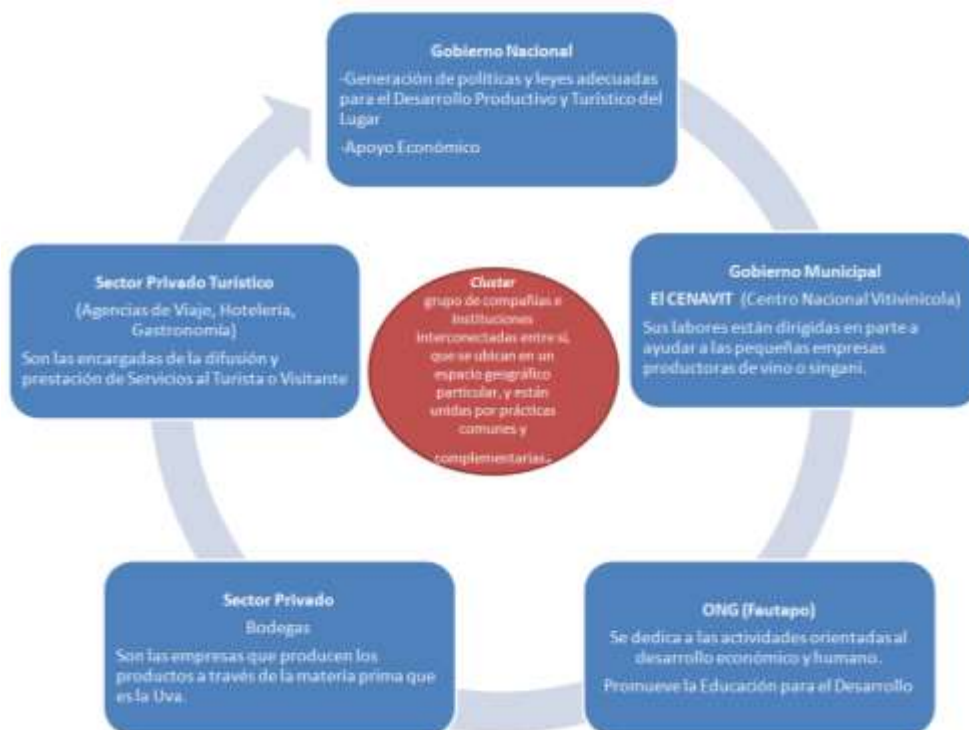 Gobierno Nacional
-Generación de políticas y leyes adecuadas
para el Desarrollo Productivo y Turístico del
Lugar
-Apoyo Económico
Gobierno Municipal
El CENAVIT (Centro Nacional Vitivinícola)
Sus labores están dirigidas en parte a
ayudar a las pequeñas empresas
productoras de vino o singani.
ONG (Fautapo)
Se dedica a las actividades orientadas al
desarrollo económico y humano.
Promueve la Educación para el Desarrollo
Sector Privado
Bodegas
Son las empresas que producen los
productos a través de la materia prima que
es la Uva.
Sector Privado Turístico
(Agencias de Viaje, Hotelería,
Gastronomía)
Son las encargadas de la difusión y
prestación de Servicios al Turista o Visitante
Cluster
grupo de compañías e
Instituciones
interconectadas entre sí,
que se ubican en un
espacio geográfico
particular, y están
unidas por prácticas
comunes y
complementarias.